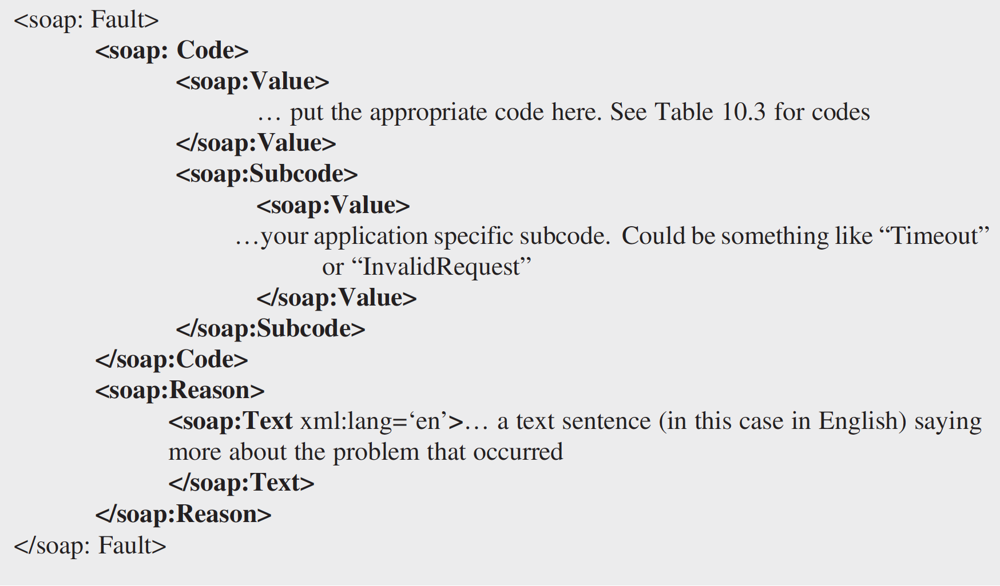 <soap: Fault>
<soap: Code>
<soap:Value>
… put the appropriate code here. See Table 10.3 for codes
</soap:Value>
<soap:Subcode>
<soap:Value>
…your application specific subcode. Could be something like “Timeout”
or “InvalidRequest”
</soap:Value>
</soap:Subcode>
</soap:Code>
<soap:Reason>
<soap:Text xml:lang=‘en’>… a text sentence (in this case in English) saying
more about the problem that occurred
</soap:Text>
</soap:Reason>
</soap: Fault>